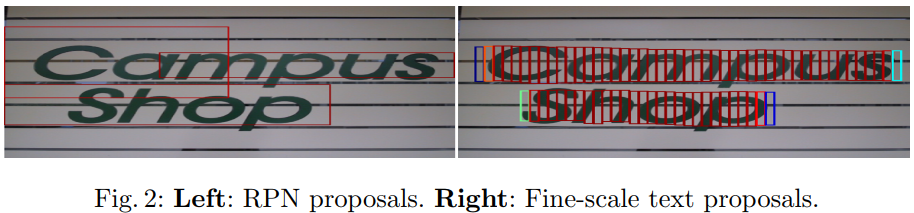 Campus
Shop
Campus
Shop
Fig. 2: Left: RPN proposals. Right: Fine-scale text proposals.